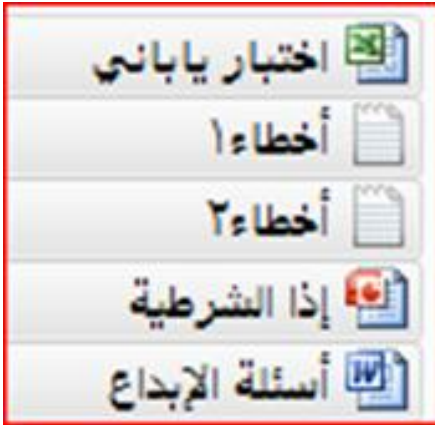 اختبار ياباني
أخطاء١
أخطاء٢
إذا الشرطية
أسئلة الإبداع